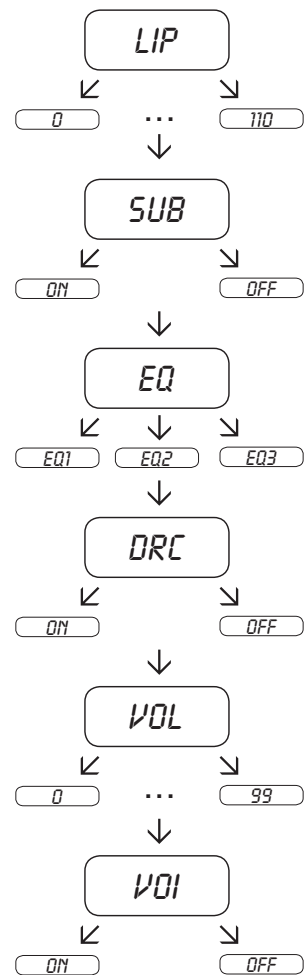 LIP
0 ... 110
SUB
ON OFF
EQ
EQ1 EQ2 EQ3
DRC
ON OFF
VOL
0 ... 99
VOI
ON OFF